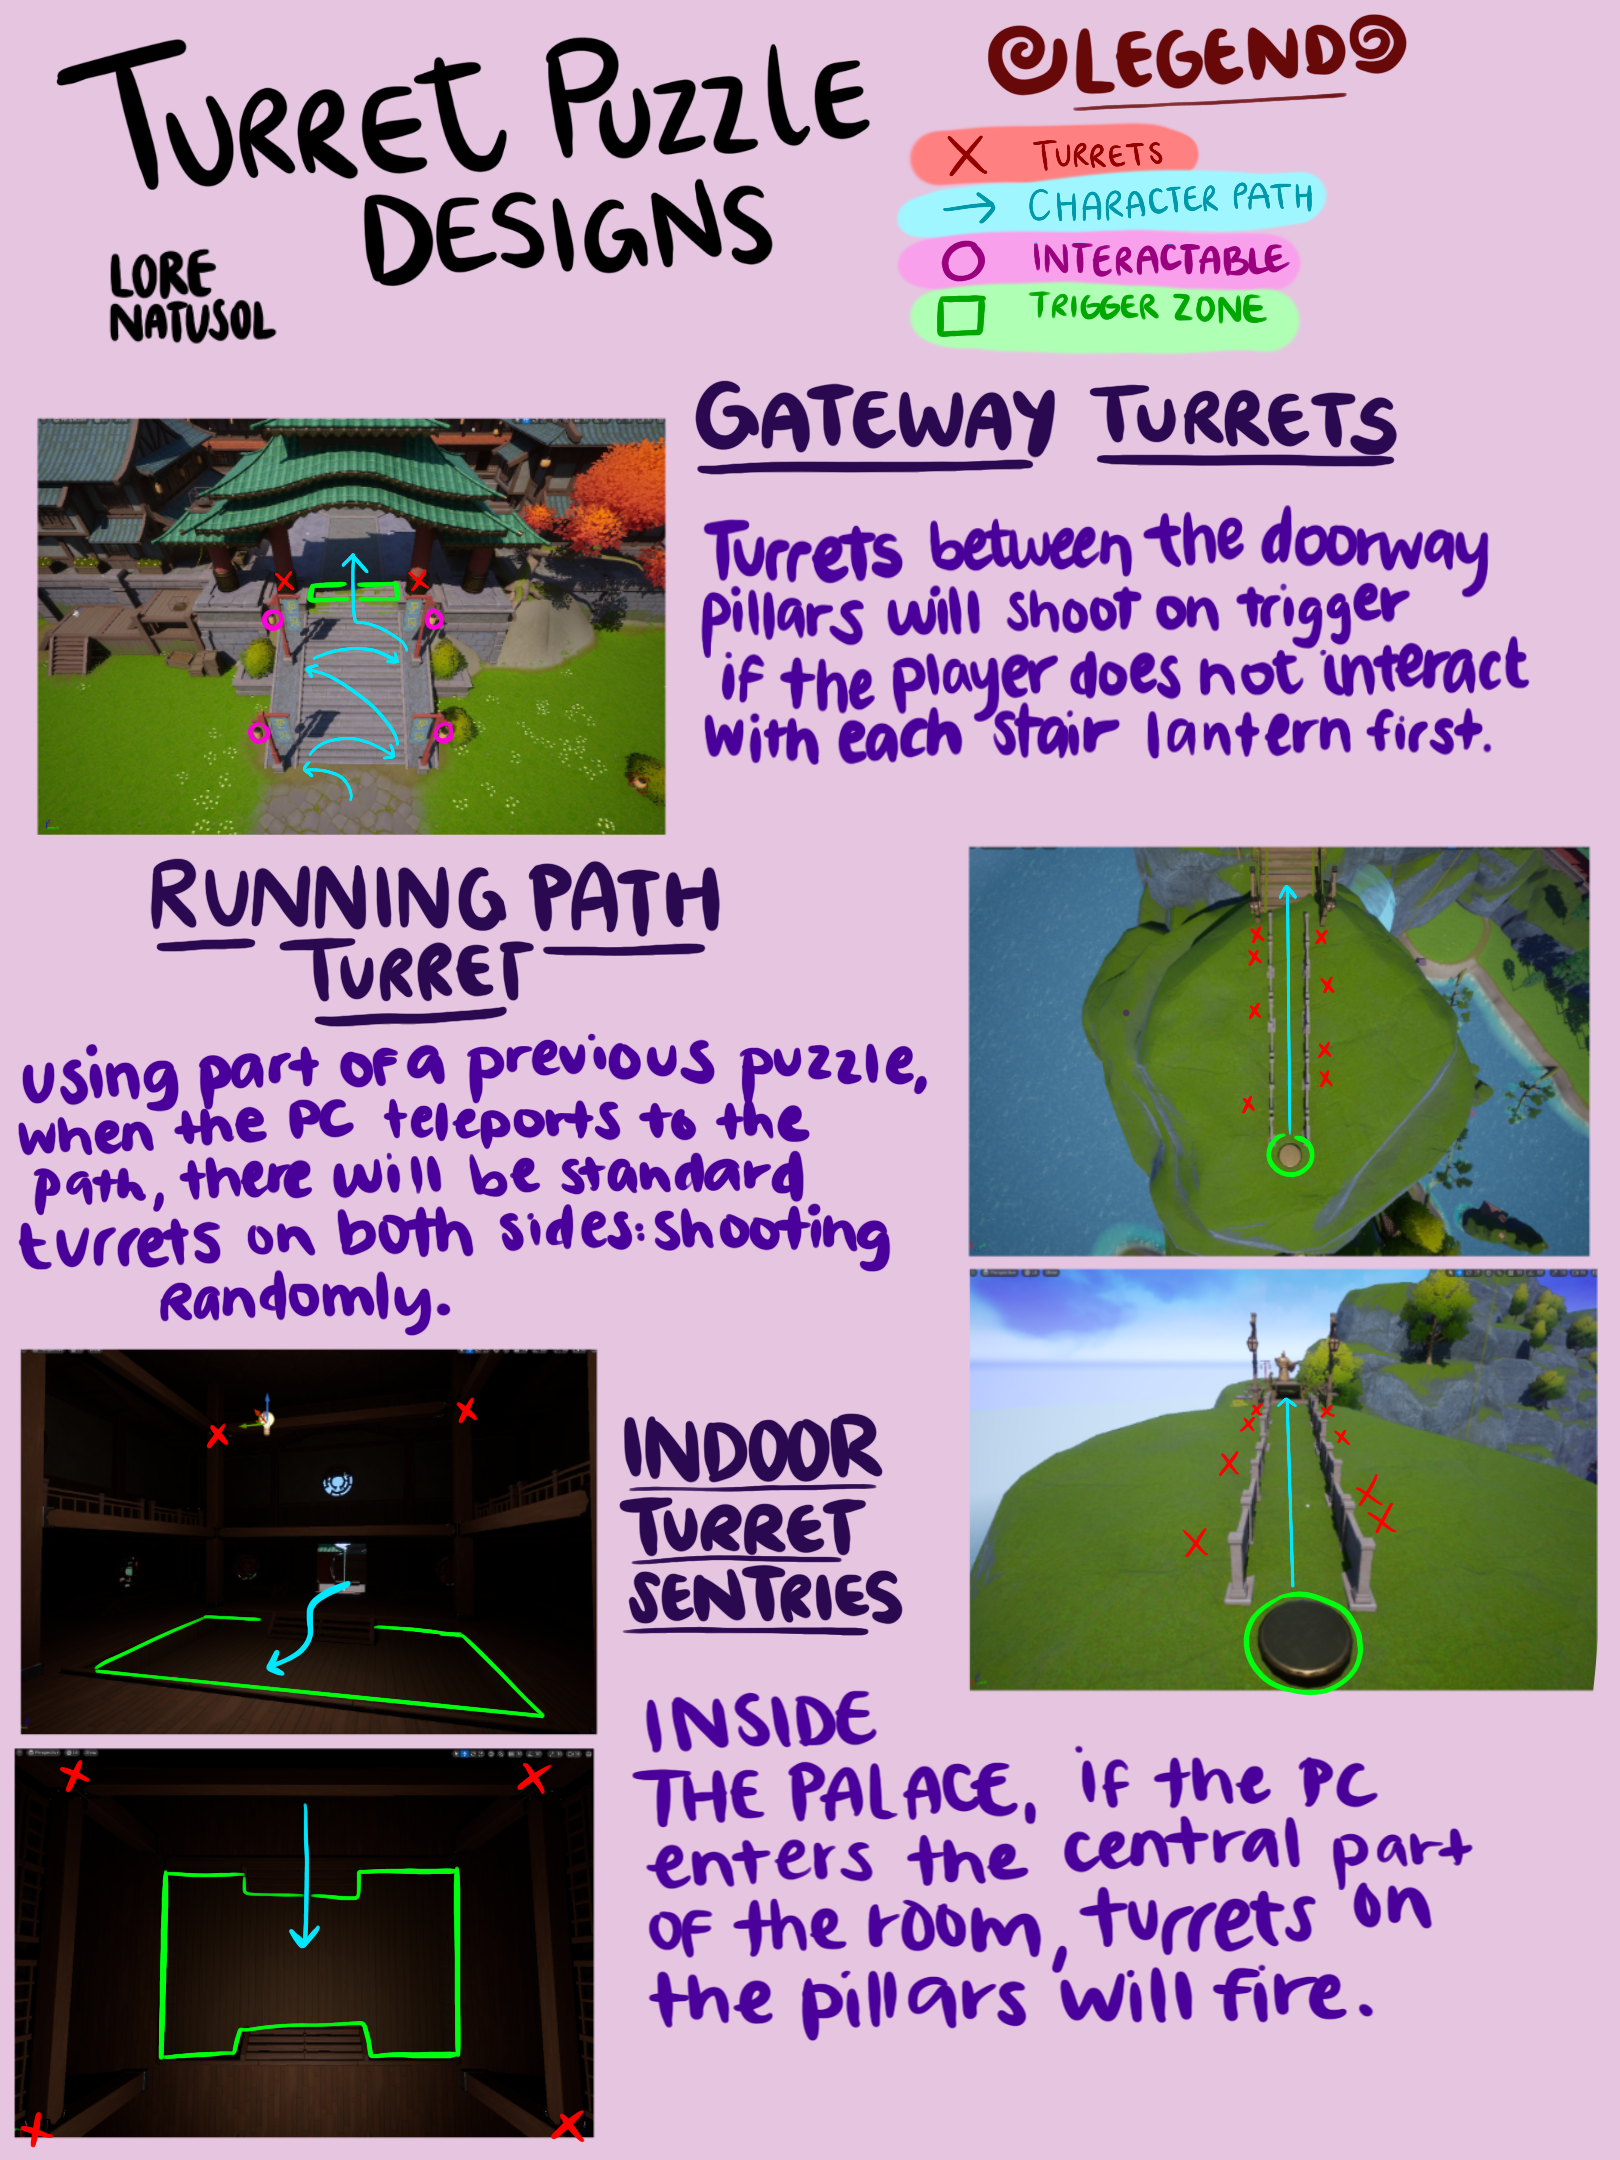 TURRET PUZZLE
DESIGNS
LORE
NATUSOL
LEGEND
TURRETS
CHARACTER PATH
INTERACTABLE
TRIGGER ZONE
GATEWAY TURRETS
Turrets between the doorway
pillars will shoot on trigger
if the player does not interact
with each stair lantern first.
RUNNING PATH
TURRET
using part of a previous puzzle,
when the PC teleports to the
path, there will be standard
turrets on both sides: shooting
Randomly.
INDOOR
TURRET
SENTRIES
INSIDE
THE PALACE, if the PC
enters the central part
of the room, turrets on
the pillars will fire.